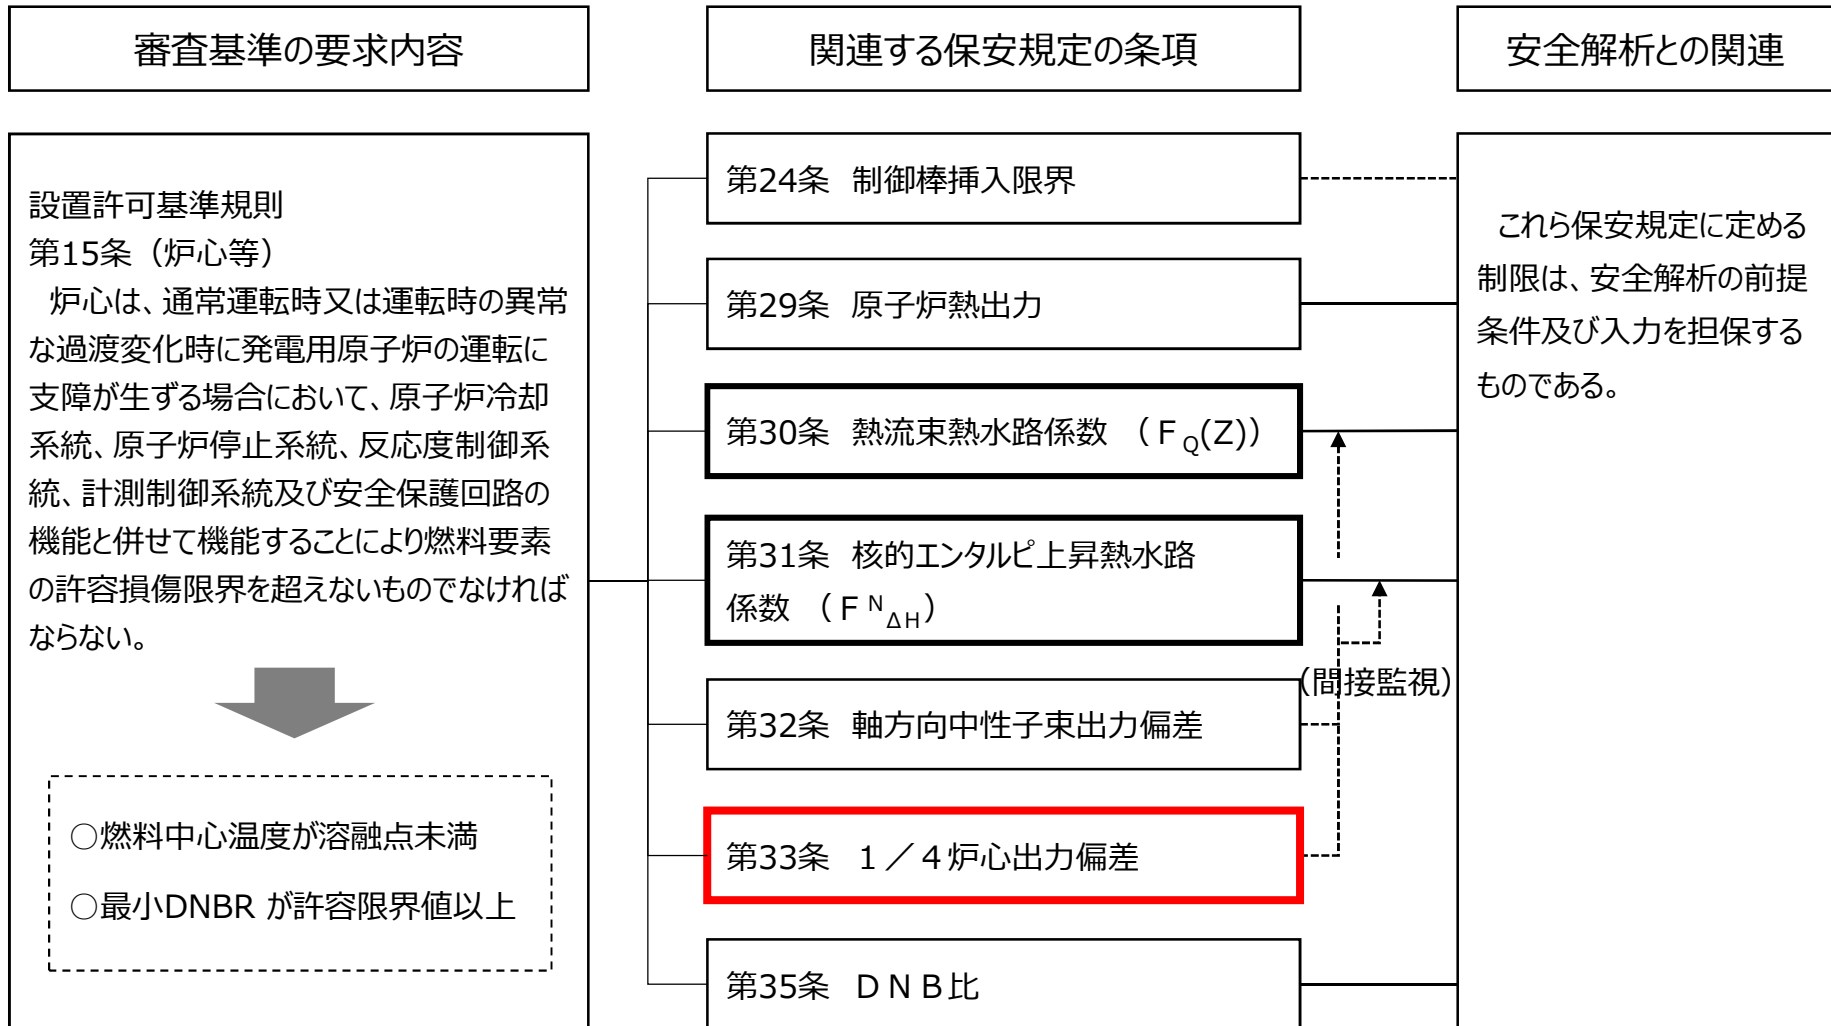 審査基準の要求内容
関連する保安規定の条項
安全解析との関連
設置許可基準規則
第15条（炉心等）
炉心は、通常運転時又は運転時の異常
な過渡変化時に発電用原子炉の運転に
支障が生ずる場合において、原子炉冷却
系統、原子炉停止系統、反応度制御系
統、計測制御系統及び安全保護回路の
機能と併せて機能することにより燃料要素
の許容損傷限界を超えないものでなければ
ならない。
○燃料中心温度が溶融点未満
○最小DNBR が許容限界値以上
第24条 制御棒挿入限界
第29条 原子炉熱出力
第30条 熱流束熱水路係数 （ＦQ(Z)）
第31条 核的エンタルピ上昇熱水路
係数 （ＦNΔH）
（間接監視）
第32条 軸方向中性子束出力偏差
第33条 １／４炉心出力偏差
第35条 ＤＮＢ比
これら保安規定に定める
制限は、安全解析の前提
条件及び入力を担保する
ものである。